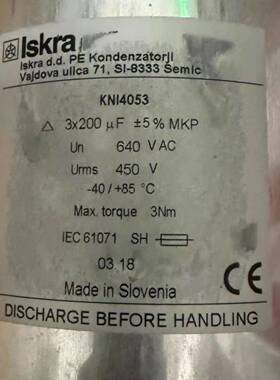 Iskra
Iskra d.d. PE Kondenzatorji
Vajdova ulica 71, SI-8333 Semic
KNI4053
△ 3x200 µF ±5% MKP
Un 640 V AC
Urms 450 V
-40 /+85 °C
Max. torque 3Nm
IEC 61071 SH
03.18
CE
Made in Slovenia
DISCHARGE BEFORE HANDLING